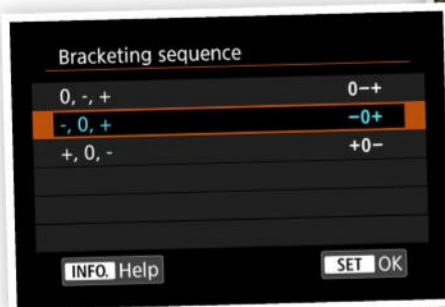 Bracketing sequence
0, -, + 0−+
-, 0, + −0+
+, 0, - +0−
INFO. Help SET OK